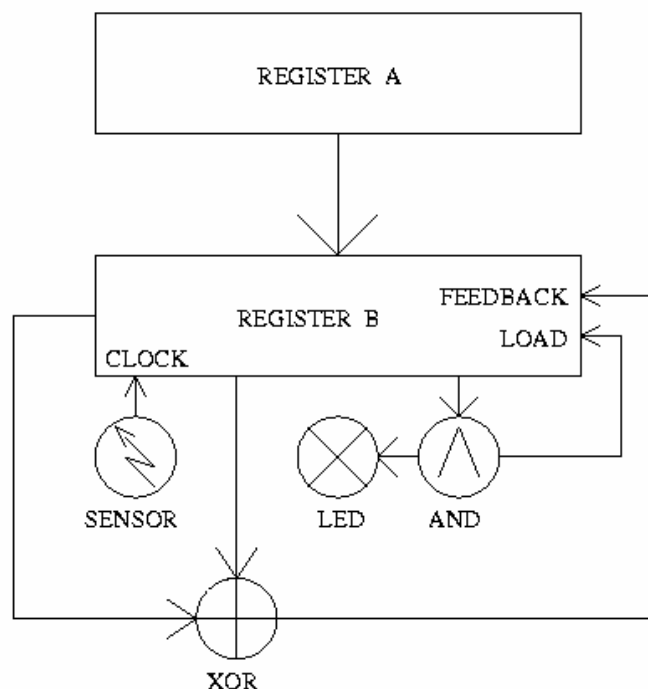 REGISTER A
FEEDBACK
REGISTER B
LOAD
CLOCK
SENSOR
LED
AND
XOR